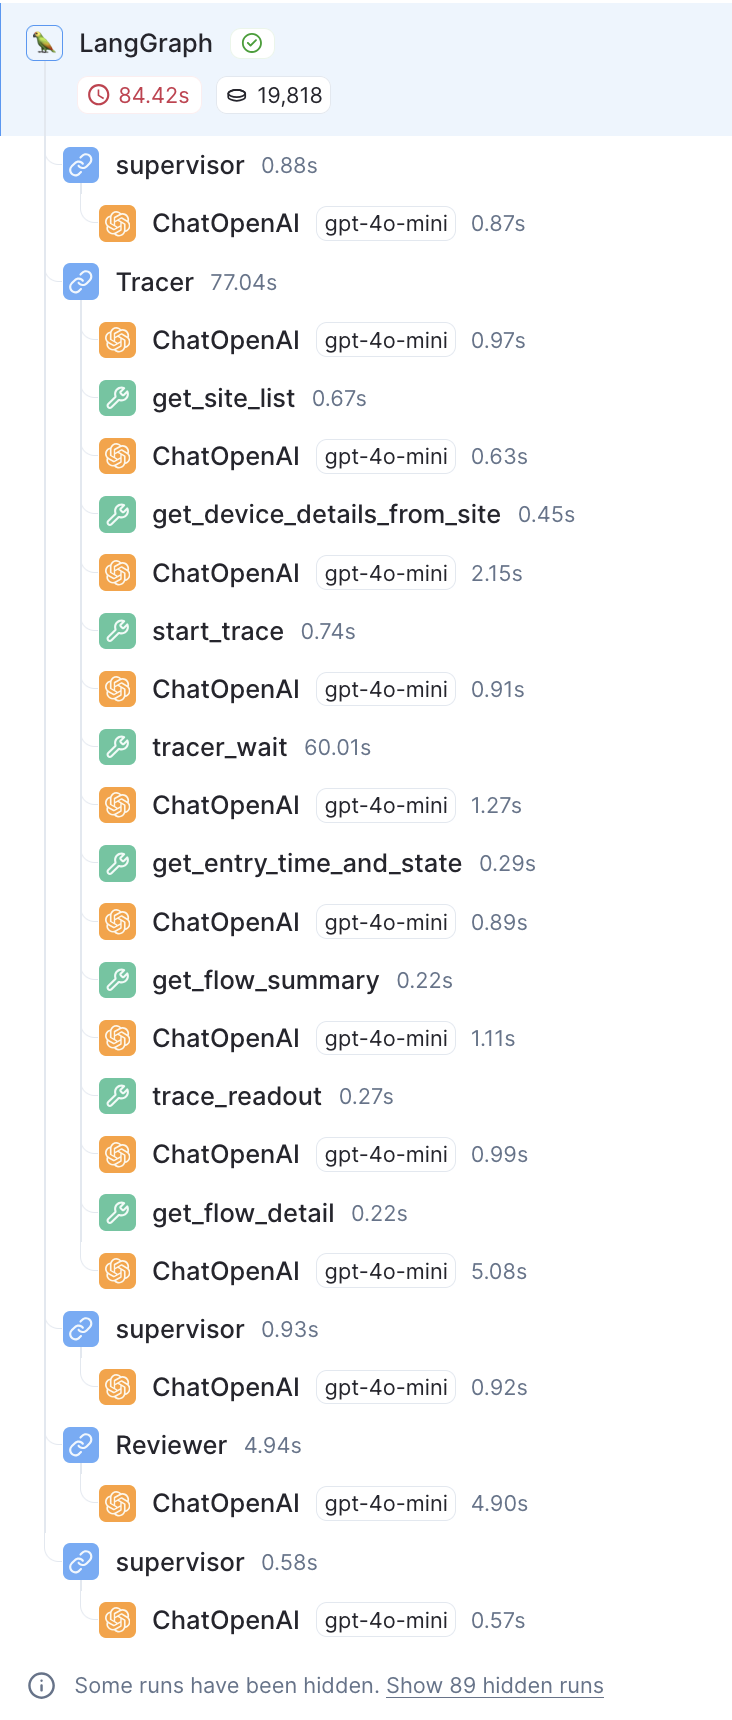 LangGraph
84.42s 19,818
supervisor 0.88s
ChatOpenAI gpt-4o-mini 0.87s
Tracer 77.04s
ChatOpenAI gpt-4o-mini 0.97s
get_site_list 0.67s
ChatOpenAI gpt-4o-mini 0.63s
get_device_details_from_site 0.45s
ChatOpenAI gpt-4o-mini 2.15s
start_trace 0.74s
ChatOpenAI gpt-4o-mini 0.91s
tracer_wait 60.01s
ChatOpenAI gpt-4o-mini 1.27s
get_entry_time_and_state 0.29s
ChatOpenAI gpt-4o-mini 0.89s
get_flow_summary 0.22s
ChatOpenAI gpt-4o-mini 1.11s
trace_readout 0.27s
ChatOpenAI gpt-4o-mini 0.99s
get_flow_detail 0.22s
ChatOpenAI gpt-4o-mini 5.08s
supervisor 0.93s
ChatOpenAI gpt-4o-mini 0.92s
Reviewer 4.94s
ChatOpenAI gpt-4o-mini 4.90s
supervisor 0.58s
ChatOpenAI gpt-4o-mini 0.57s
Some runs have been hidden. Show 89 hidden runs